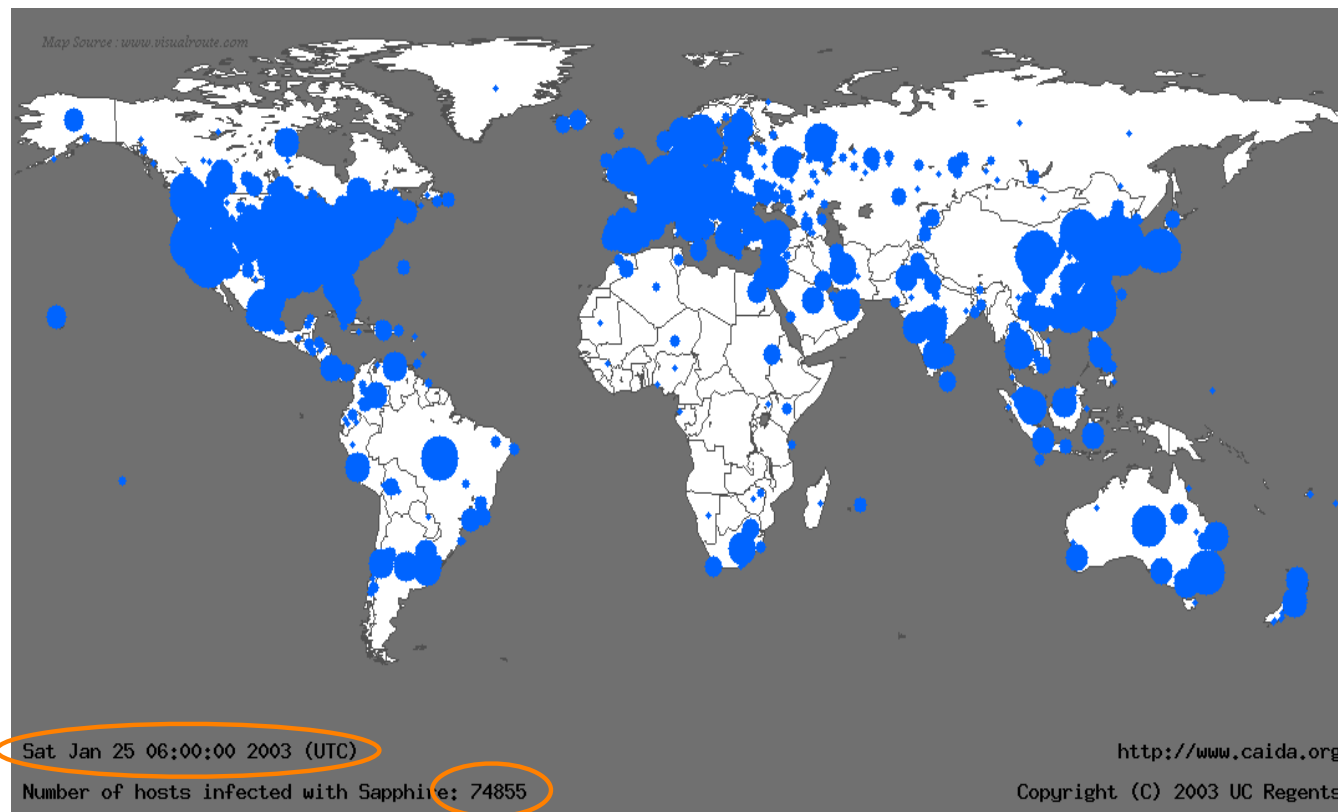 Map Source : www.visualroute.com
Sat Jan 25 06:00:00 2003 (UTC)
http://www.caida.org
Number of hosts infected with Sapphire: 74855
Copyright (C) 2003 UC Regents